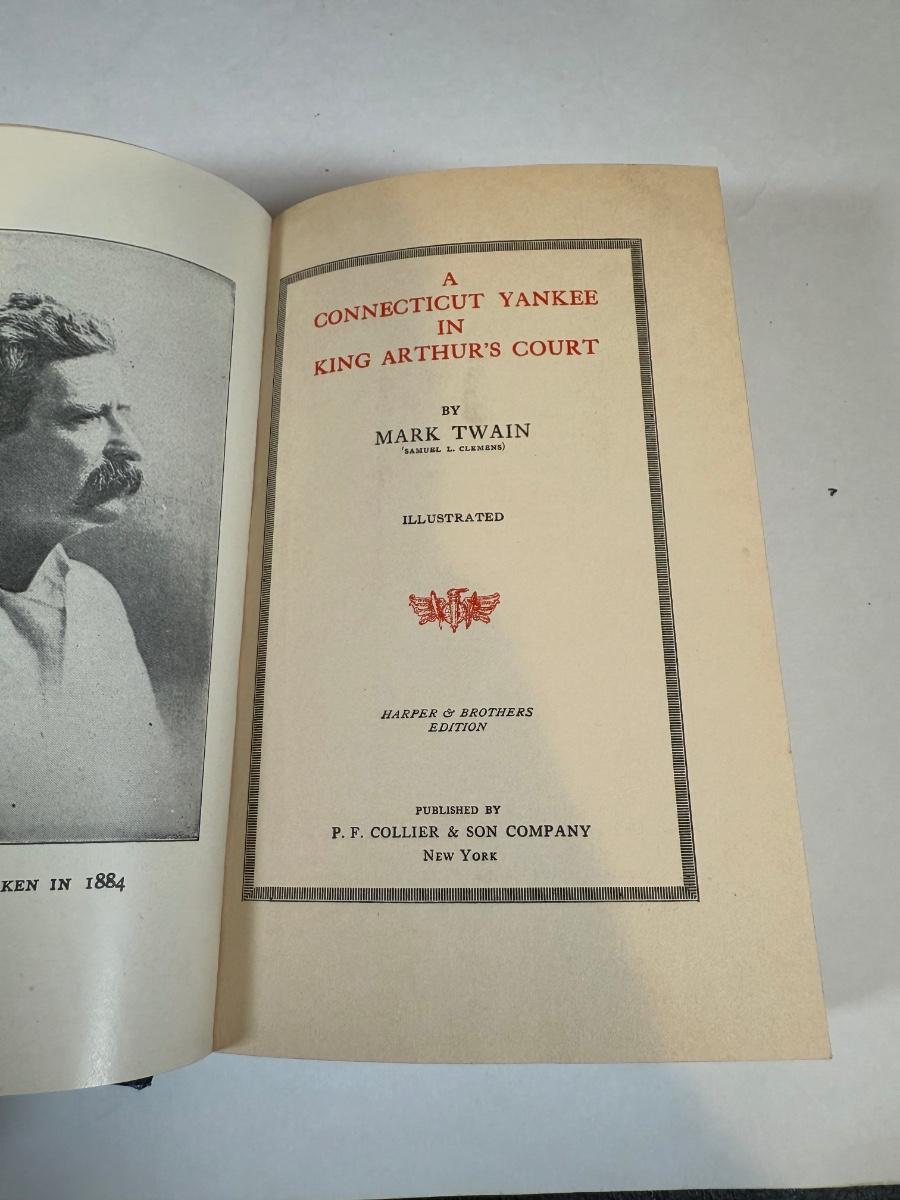 KEN IN 1884
A
CONNECTICUT YANKEE
IN
KING ARTHUR'S COURT
BY
MARK TWAIN
(SAMUEL L. CLEMENS)
ILLUSTRATED
HARPER & BROTHERS
EDITION
PUBLISHED BY
P. F. COLLIER & SON COMPANY
NEW YORK